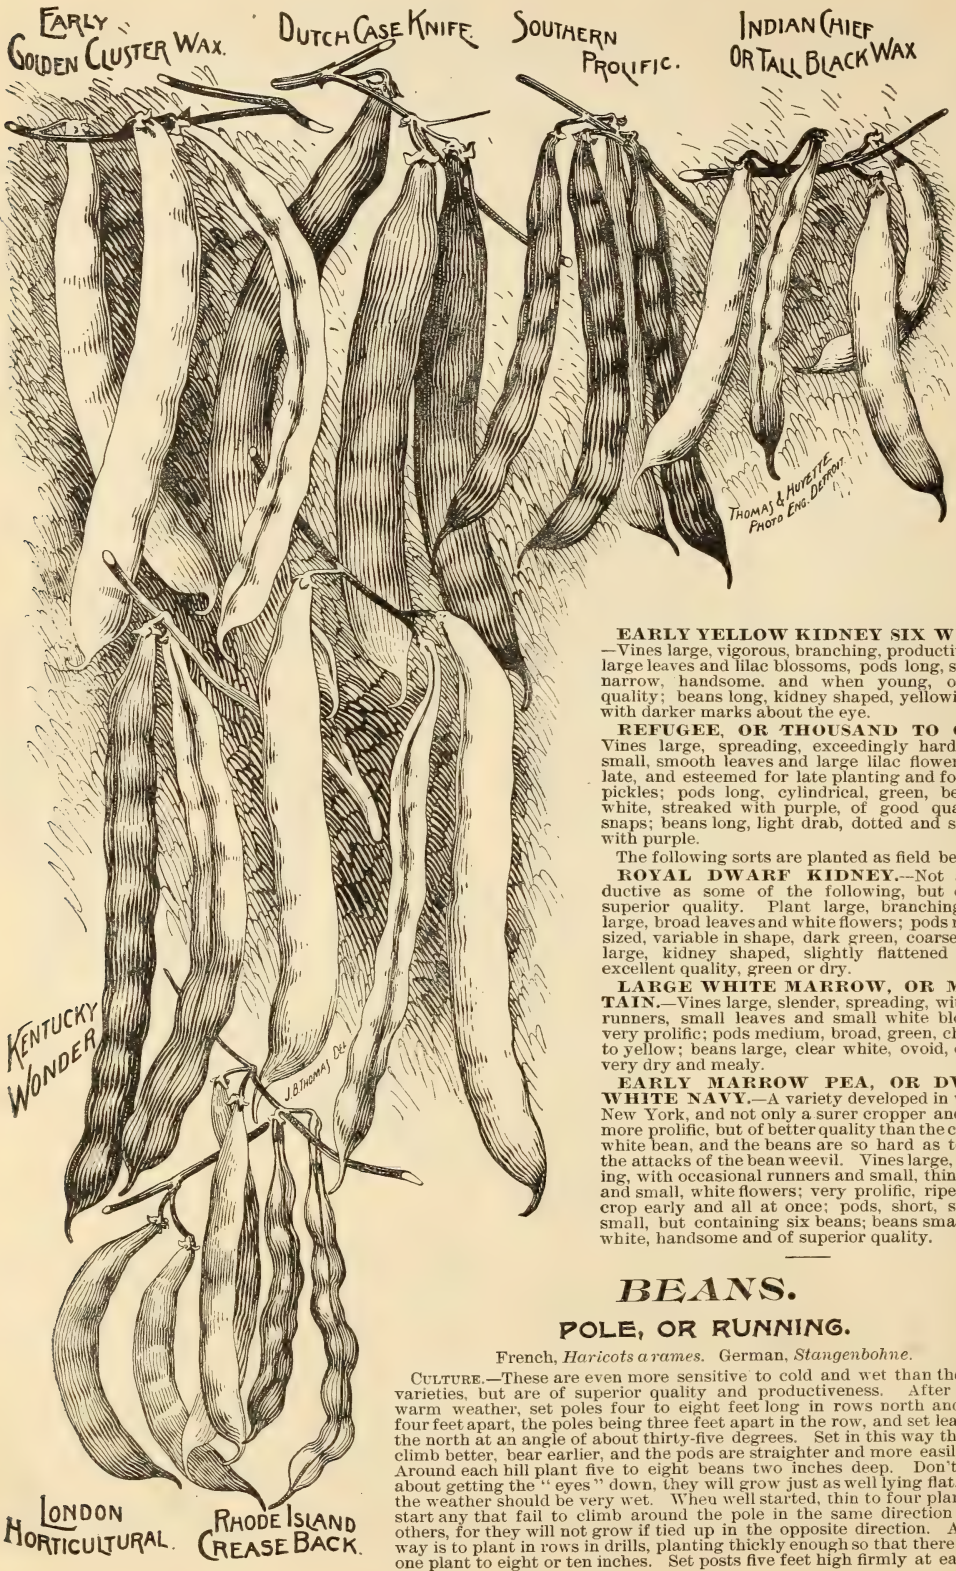 EARLY
GOLDEN CLUSTER WAX.
DUTCH CASE KNIFE.
SOUTHERN
PROLIFIC.
INDIAN CHIEF
OR TALL BLACK WAX
THOMAS & HUYETTE
PHOTO ENG. DETROIT.
KENTUCKY
WONDER
J.B. THOMAS, DEL
LONDON
HORTICULTURAL.
RHODE ISLAND
CREASE BACK.
EARLY YELLOW KIDNEY SIX W
—Vines large, vigorous, branching, producti
large leaves and lilac blossoms, pods long, s
narrow, handsome. and when young, o
quality; beans long, kidney shaped, yellowi
with darker marks about the eye.
REFUGEE, OR THOUSAND TO
Vines large, spreading, exceedingly hard
small, smooth leaves and large lilac flower
late, and esteemed for late planting and fo
pickles; pods long, cylindrical, green, be
white, streaked with purple, of good qua
snaps; beans long, light drab, dotted and s
with purple.
The following sorts are planted as field be
ROYAL DWARF KIDNEY.—Not
ductive as some of the following, but
superior quality. Plant large, branching
large, broad leaves and white flowers; pods
sized, variable in shape, dark green, coarse
large, kidney shaped, slightly flattened
excellent quality, green or dry.
LARGE WHITE MARROW, OR M
TAIN.—Vines large, slender, spreading, wi
runners, small leaves and small white blo
very prolific; pods medium, broad, green, ch
to yellow; beans large, clear white, ovoid,
very dry and mealy.
EARLY MARROW PEA, OR DW
WHITE NAVY.—A variety developed in
New York, and not only a surer cropper and
more prolific, but of better quality than the c
white bean, and the beans are so hard as t
the attacks of the bean weevil. Vines large,
ing, with occasional runners and small, thin
and small, white flowers; very prolific, ripe
crop early and all at once; pods, short, s
small, but containing six beans; beans sma
white, handsome and of superior quality.
BEANS.
POLE, OR RUNNING.
French, Haricots a rames. German, Stangenbohne.
CULTURE.—These are even more sensitive to cold and wet than the
varieties, but are of superior quality and productiveness. After
warm weather, set poles four to eight feet long in rows north and
four feet apart, the poles being three feet apart in the row, and set lea
the north at an angle of about thirty-five degrees. Set in this way th
climb better, bear earlier, and the pods are straighter and more easil
Around each hill plant five to eight beans two inches deep. Don't
about getting the "eyes" down, they will grow just as well lying flat.
the weather should be very wet. When well started, thin to four plan
start any that fail to climb around the pole in the same direction
others, for they will not grow if tied up in the opposite direction. A
way is to plant in rows in drills, planting thickly enough so that there
one plant to eight or ten inches. Set posts five feet high firmly at ea